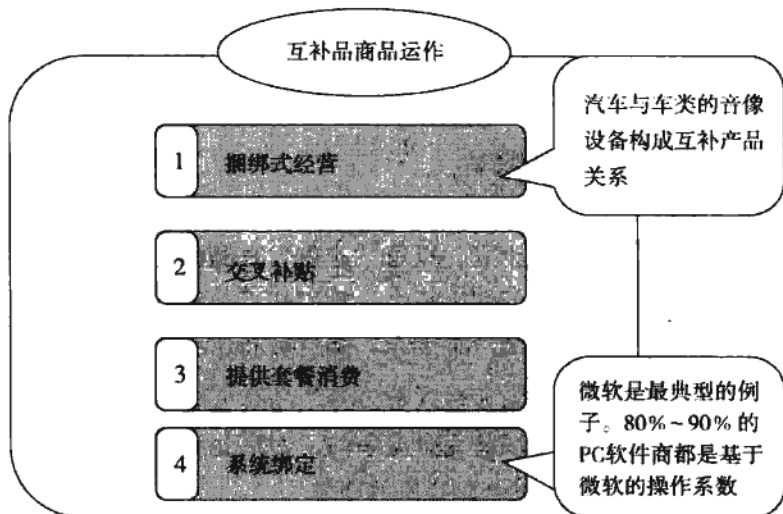 互补品商品运作
汽车与车类的音像
设备构成互补产品
关系
1 捆绑式经营
2 交叉补贴
3 提供套餐消费
4 系统绑定
微软是最典型的例
子。80%~90%的
PC软件商都是基于
微软的操作系数